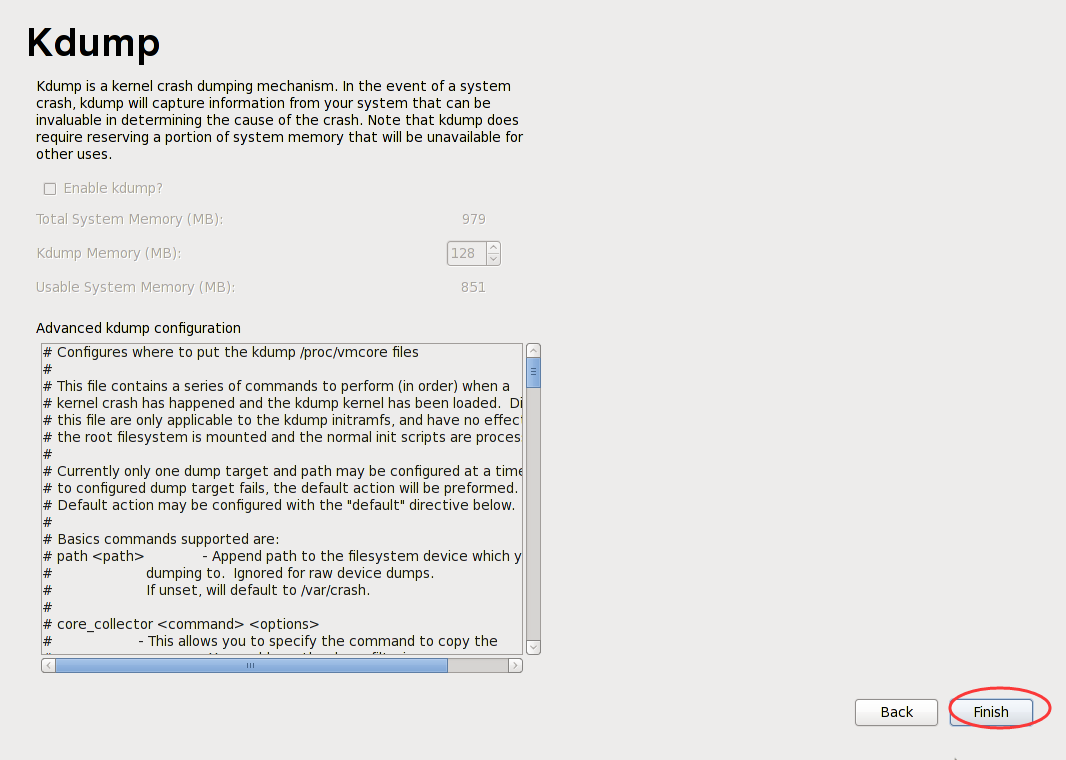 Kdump
Kdump is a kernel crash dumping mechanism. In the event of a system
crash, kdump will capture information from your system that can be
invaluable in determining the cause of the crash. Note that kdump does
require reserving a portion of system memory that will be unavailable for
other uses.
Enable kdump?
Total System Memory (MB): 979
Kdump Memory (MB): 128
Usable System Memory (MB): 851
Advanced kdump configuration
# Configures where to put the kdump /proc/vmcore files
#
# This file contains a series of commands to perform (in order) when a
# kernel crash has happened and the kdump kernel has been loaded. Di
# this file are only applicable to the kdump initramfs, and have no effect
# the root filesystem is mounted and the normal init scripts are proces
#
# Currently only one dump target and path may be configured at a time
# to configured dump target fails, the default action will be preformed.
# Default action may be configured with the "default" directive below.
#
# Basics commands supported are:
# path <path> - Append path to the filesystem device which y
# dumping to. Ignored for raw device dumps.
# If unset, will default to /var/crash.
#
# core_collector <command> <options>
# - This allows you to specify the command to copy the
Back
Finish